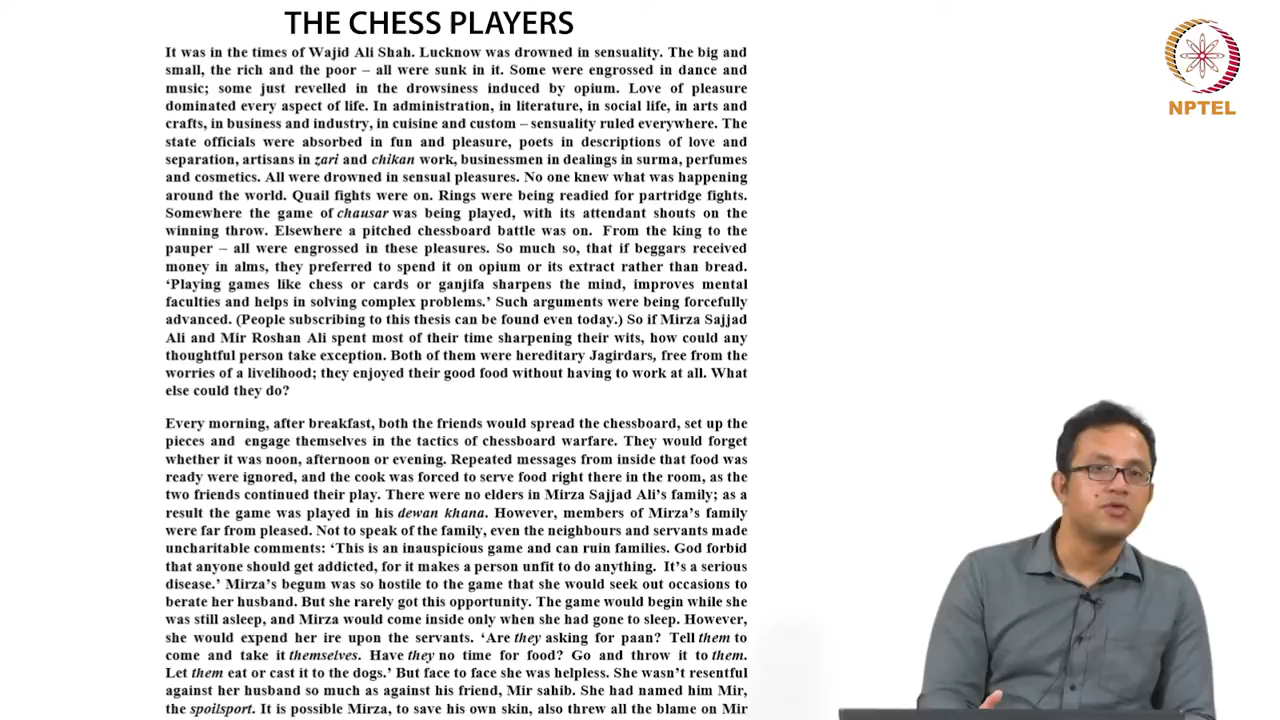 THE CHESS PLAYERS
It was in the times of Wajid Ali Shah. Lucknow was drowned in sensuality. The big and
small, the rich and the poor – all were sunk in it. Some were engrossed in dance and
music; some just revelled in the drowsiness induced by opium. Love of pleasure
dominated every aspect of life. In administration, in literature, in social life, in arts and
crafts, in business and industry, in cuisine and custom – sensuality ruled everywhere. The
state officials were absorbed in fun and pleasure, poets in descriptions of love and
separation, artisans in zari and chikan work, businessmen in dealings in surma, perfumes
and cosmetics. All were drowned in sensual pleasures. No one knew what was happening
around the world. Quail fights were on. Rings were being readied for partridge fights.
Somewhere the game of chausar was being played, with its attendant shouts on the
winning throw. Elsewhere a pitched chessboard battle was on. From the king to the
pauper – all were engrossed in these pleasures. So much so, that if beggars received
money in alms, they preferred to spend it on opium or its extract rather than bread.
‘Playing games like chess or cards or ganjifa sharpens the mind, improves mental
faculties and helps in solving complex problems.’ Such arguments were being forcefully
advanced. (People subscribing to this thesis can be found even today.) So if Mirza Sajjad
Ali and Mir Roshan Ali spent most of their time sharpening their wits, how could any
thoughtful person take exception. Both of them were hereditary Jagirdars, free from the
worries of a livelihood; they enjoyed their good food without having to work at all. What
else could they do?
Every morning, after breakfast, both the friends would spread the chessboard, set up the
pieces and engage themselves in the tactics of chessboard warfare. They would forget
whether it was noon, afternoon or evening. Repeated messages from inside that food was
ready were ignored, and the cook was forced to serve food right there in the room, as the
two friends continued their play. There were no elders in Mirza Sajjad Ali’s family; as a
result the game was played in his dewan khana. However, members of Mirza’s family
were far from pleased. Not to speak of the family, even the neighbours and servants made
uncharitable comments: ‘This is an inauspicious game and can ruin families. God forbid
that anyone should get addicted, for it makes a person unfit to do anything. It’s a serious
disease.’ Mirza’s begum was so hostile to the game that she would seek out occasions to
berate her husband. But she rarely got this opportunity. The game would begin while she
was still asleep, and Mirza would come inside only when she had gone to sleep. However,
she would expend her ire upon the servants. ‘Are they asking for paan? Tell them to
come and take it themselves. Have they no time for food? Go and throw it to them.
Let them eat or cast it to the dogs.’ But face to face she was helpless. She wasn’t resentful
against her husband so much as against his friend, Mir sahib. She had named him Mir,
the spoilsport. It is possible Mirza, to save his own skin, also threw all the blame on Mir
NPTEL